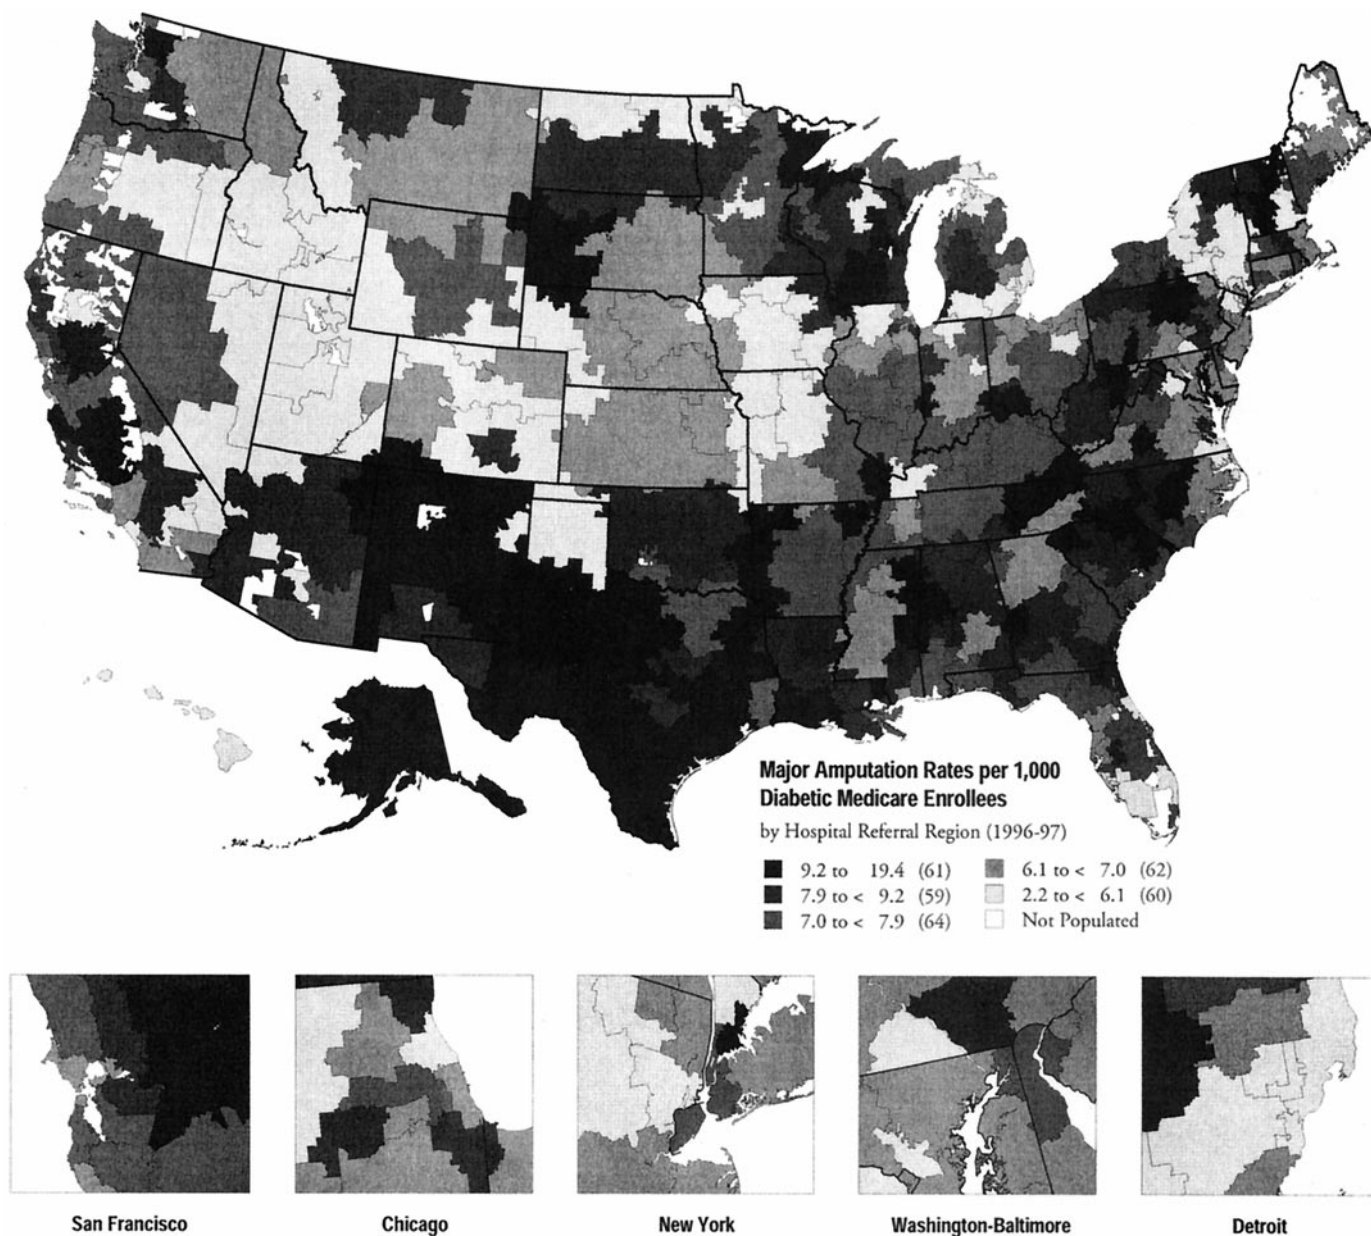 Major Amputation Rates per 1,000
Diabetic Medicare Enrollees
by Hospital Referral Region (1996-97)
9.2 to 19.4 (61)
7.9 to < 9.2 (59)
7.0 to < 7.9 (64)
6.1 to < 7.0 (62)
2.2 to < 6.1 (60)
Not Populated
San Francisco
Chicago
New York
Washington-Baltimore
Detroit